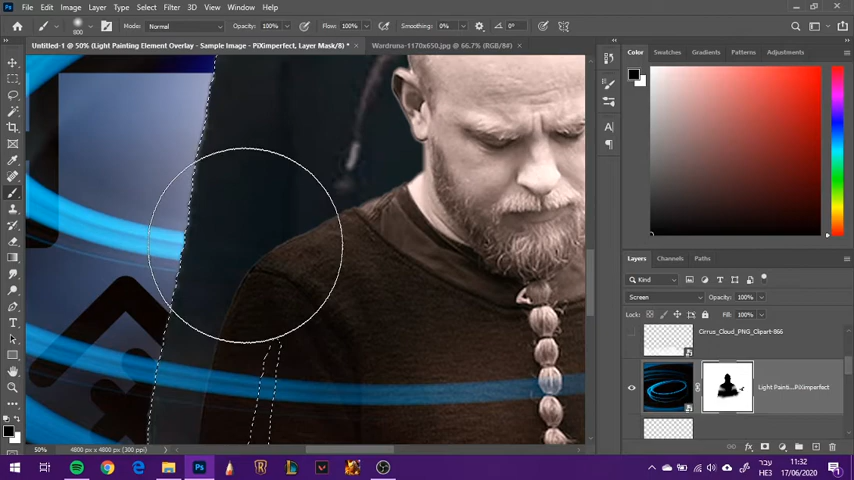 File Edit Image Layer Type Select Filter 3D View Window Help
600 Mode: Normal Opacity: 100% Flow: 100% Smoothing: 0% 0°
Untitled-1 @ 50% (Light Painting Element Overlay - Sample Image - PiXimperfect, Layer Mask/8) * × Wardruna-1170x650.jpg @ 66.7% (RGB/8#) ×
Color Swatches Gradients Patterns Adjustments
Layers Channels Paths
Kind
Screen Opacity: 100%
Lock: Fill: 100%
Cirrus_Cloud_PNG_Clipart-866
Light Painti...PiXimperfect
50% 4800 px x 4800 px (300 ppi)
fx
Ps
עבר 11:32
HE3 17/06/2020